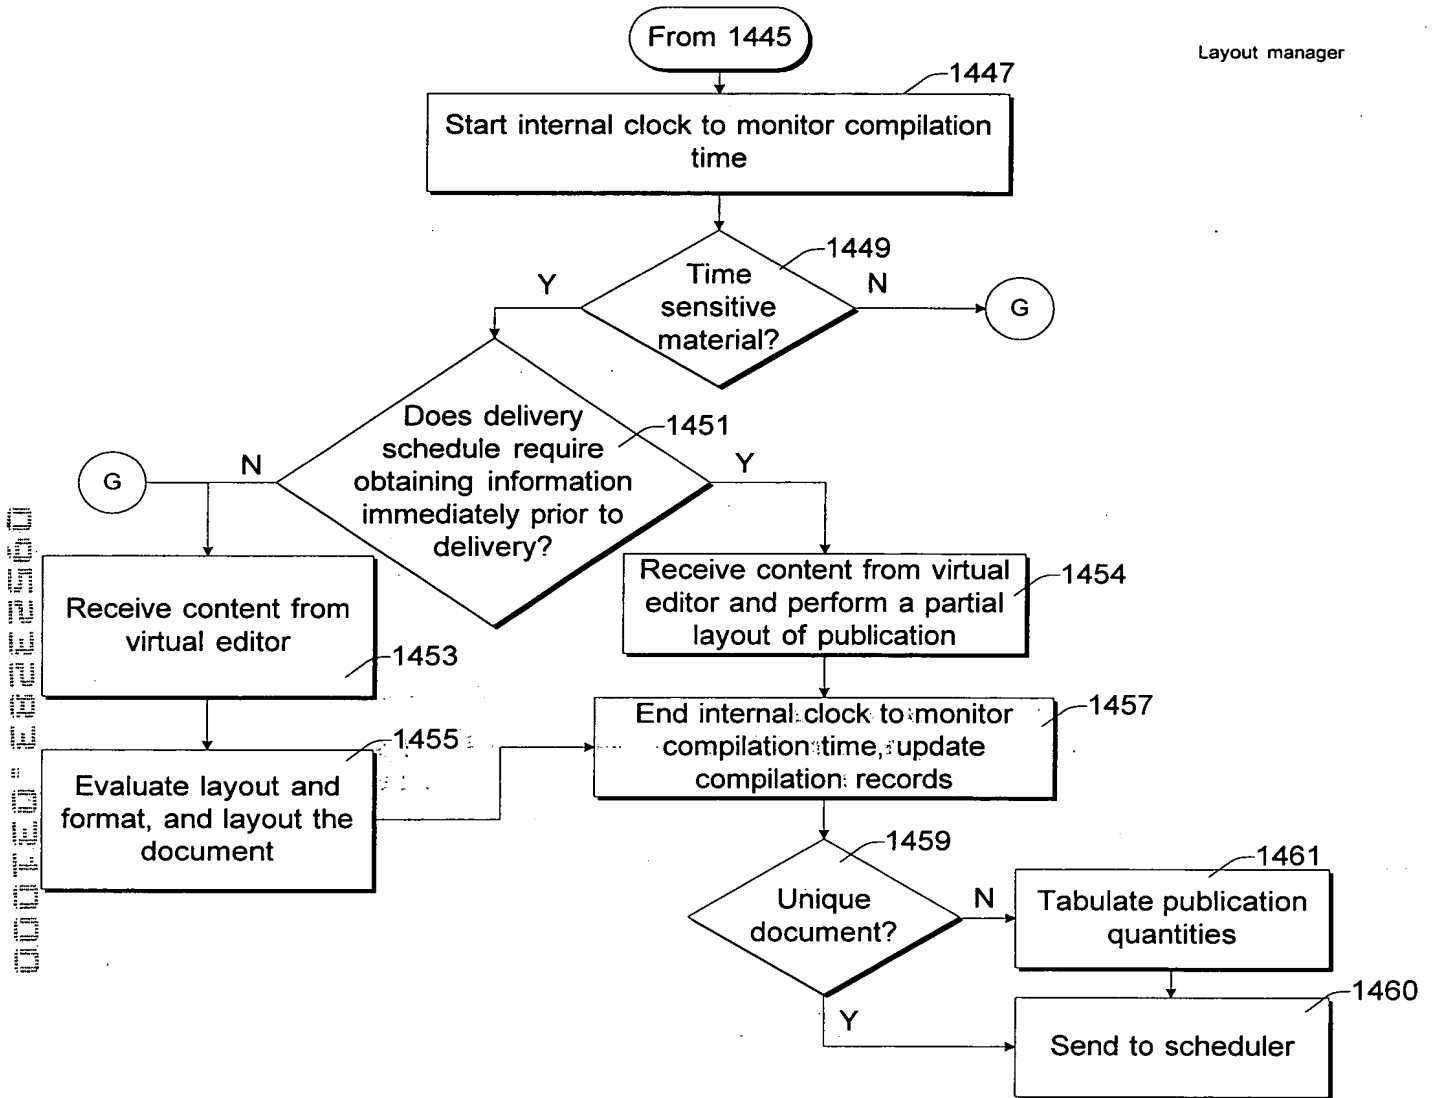 From 1445
Layout manager
1447
Start internal clock to monitor compilation
time
1449
Time
sensitive
material?
Y
N
G
Does delivery
schedule require
obtaining information
immediately prior to
delivery?
1451
G
N
Y
Receive content from
virtual editor
1453
Receive content from virtual
editor and perform a partial
layout of publication
1454
Evaluate layout and
format, and layout the
document
1455
End internal clock to monitor
compilation time, update
compilation records
1457
Unique
document?
1459
N
Y
Tabulate publication
quantities
1461
Send to scheduler
1460
09523283.031000